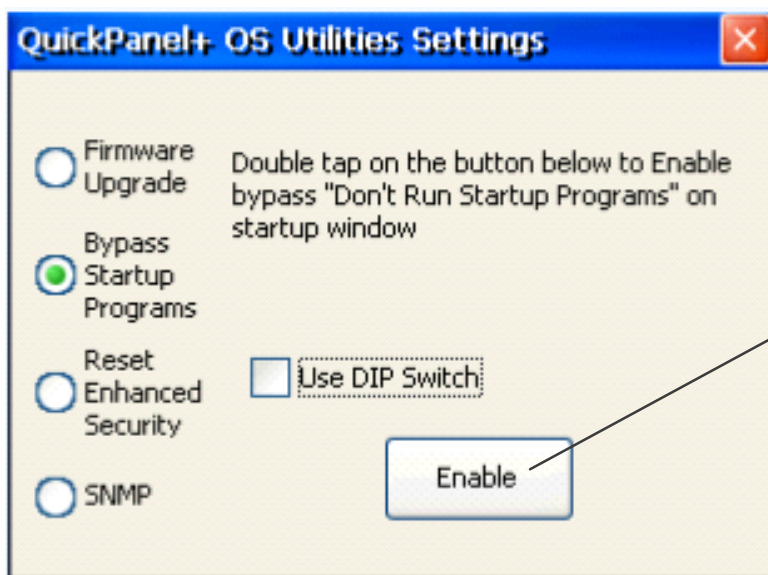 QuickPanel+ OS Utilities Settings
Firmware
Upgrade
Bypass
Startup
Programs
Reset
Enhanced
Security
SNMP
Double tap on the button below to Enable
bypass "Don't Run Startup Programs" on
startup window
Use DIP Switch
Enable